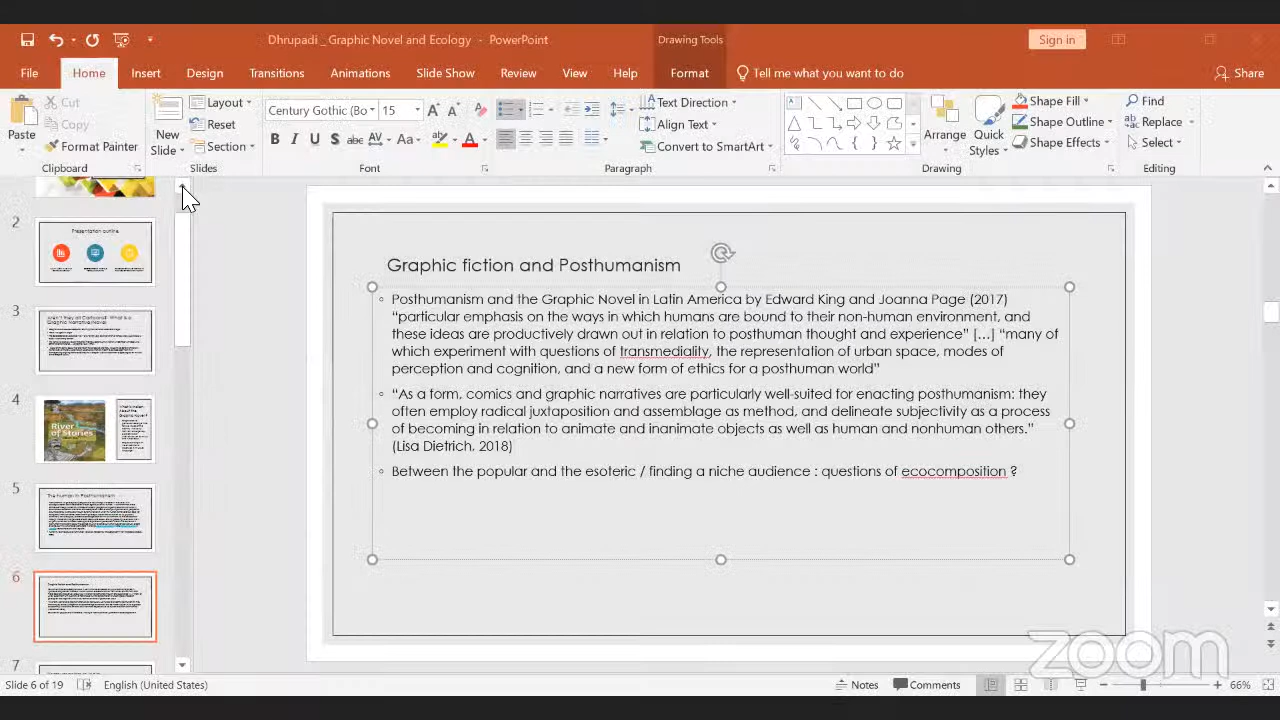 Dhrupadi _Graphic Novel and Ecology - PowerPoint
Drawing Tools
Sign in
File Home Insert Design Transitions Animations Slide Show Review View Help Format Tell me what you want to do Share
Paste
Cut
Copy
Format Painter
Clipboard
New
Slide
Layout
Reset
Section
Slides
Century Gothic (Bo 15
Font
Text Direction
Align Text
Convert to SmartArt
Paragraph
Arrange
Quick
Styles
Shape Fill
Shape Outline
Shape Effects
Drawing
Find
Replace
Select
Editing
2
Presentation outline
3
4
River
of Stories
5
The human in Posthumanism
6
7
Graphic fiction and Posthumanism
Posthumanism and the Graphic Novel in Latin America by Edward King and Joanna Page (2017)
“particular emphasis on the ways in which humans are bound to their non-human environment, and
these ideas are productively drawn out in relation to posthuman thought and experience” […] “many of
which experiment with questions of transmediality, the representation of urban space, modes of
perception and cognition, and a new form of ethics for a posthuman world”
“As a form, comics and graphic narratives are particularly well-suited for enacting posthumanism: they
often employ radical juxtaposition and assemblage as method, and delineate subjectivity as a process
of becoming in relation to animate and inanimate objects as well as human and nonhuman others.”
(Lisa Dietrich, 2018)
Between the popular and the esoteric / finding a niche audience : questions of ecocomposition ?
zoom
Slide 6 of 19 English (United States) Notes Comments 66%